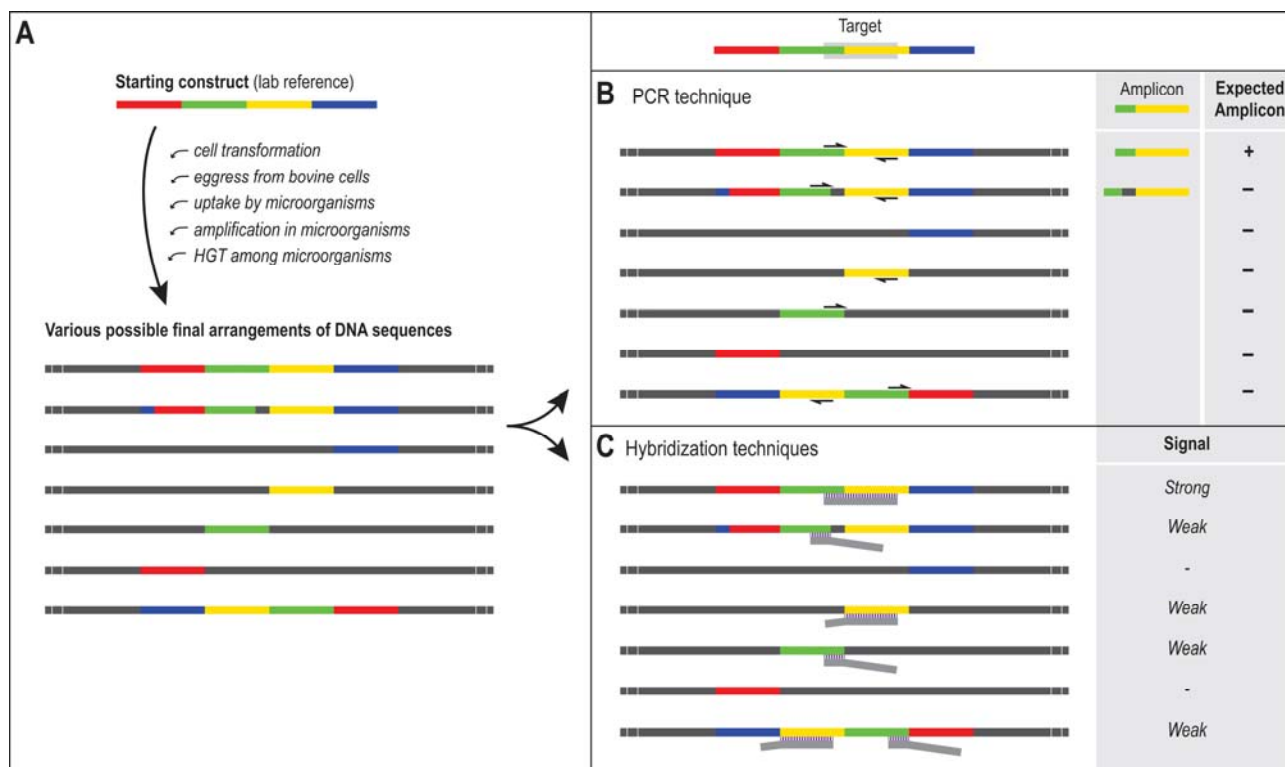 A
Starting construct (lab reference)
cell transformation
eggress from bovine cells
uptake by microorganisms
amplification in microorganisms
HGT among microorganisms
Various possible final arrangements of DNA sequences
Target
B PCR technique
Amplicon
Expected
Amplicon
+
–
–
–
–
–
–
C Hybridization techniques
Signal
Strong
Weak
-
Weak
Weak
-
Weak